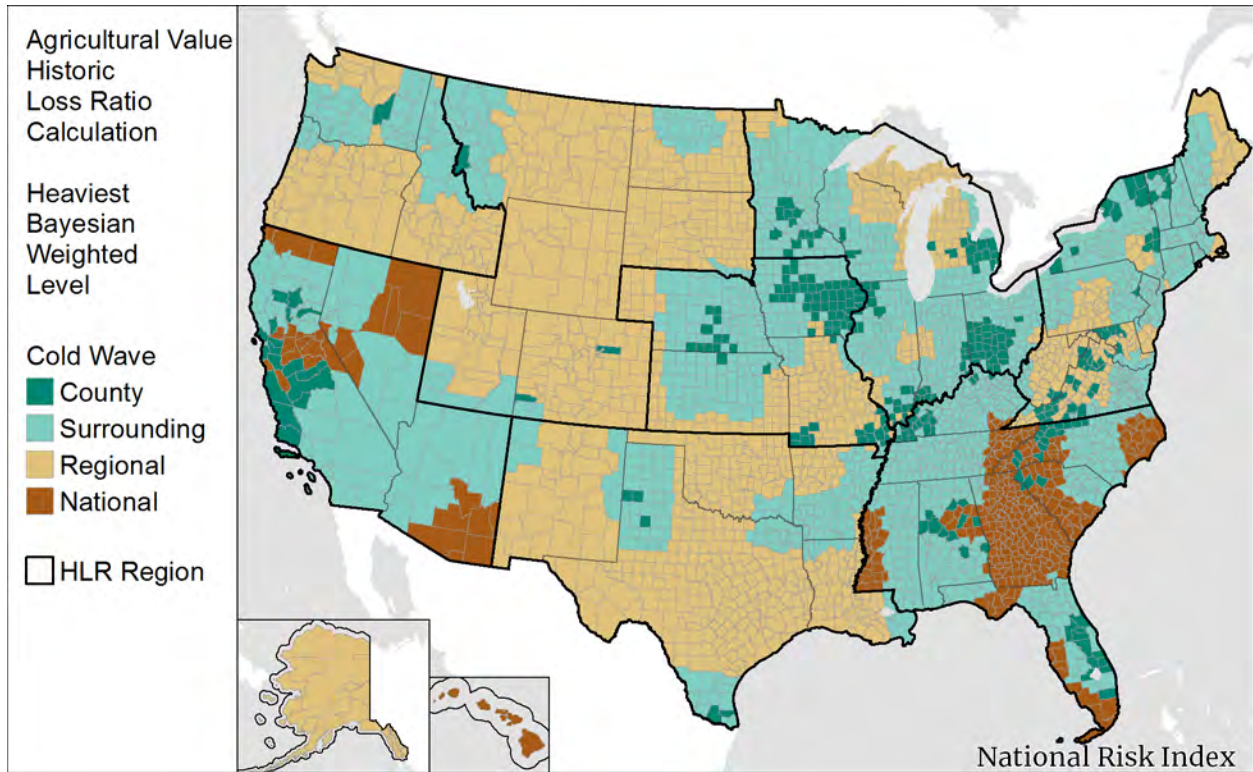 Agricultural Value
Historic
Loss Ratio
Calculation
Heaviest
Bayesian
Weighted
Level
Cold Wave
County
Surrounding
Regional
National
HLR Region
National Risk Index